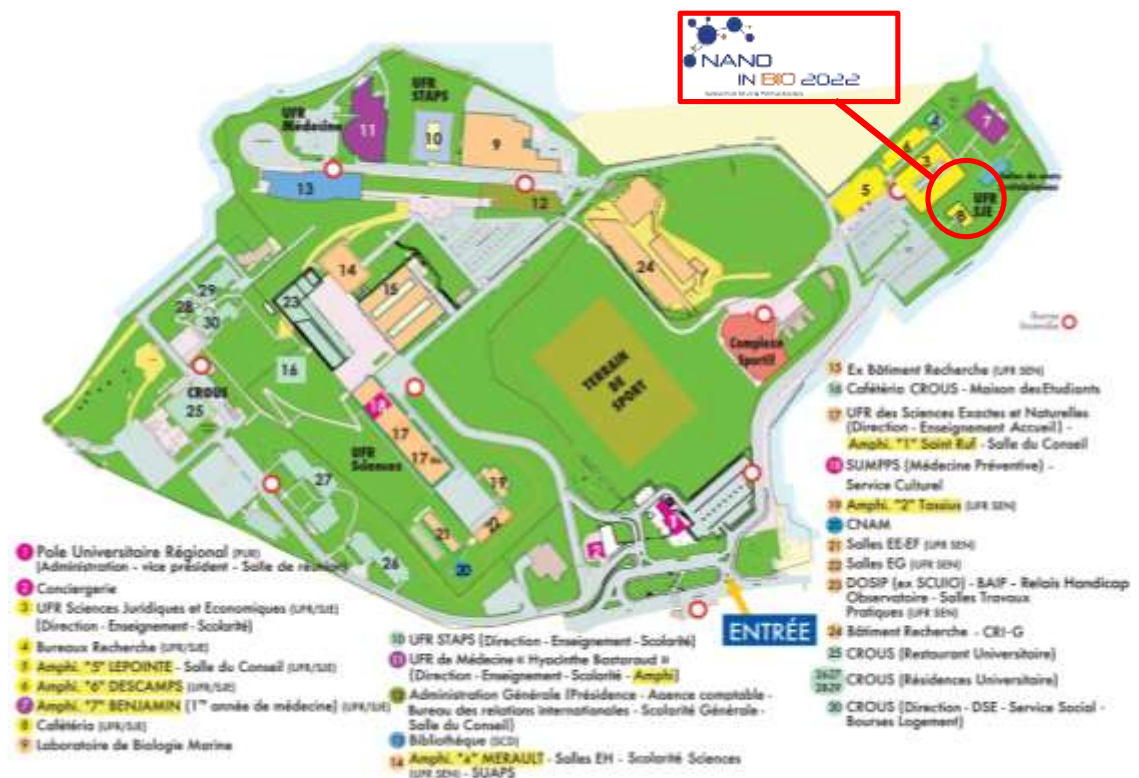 NANO
IN BIO 2022
UFR
STAPS
UFR
Médecine
11
10
9
13
12
7
4
3
5
8
UFR
SJE
24
14
15
23
29
28
30
16
CROUS
25
18
17
17 Bis
UFR
Sciences
19
21
22
20
27
26
TERRAIN
DE
SPORT
Complexe
Sportif
1
2
ENTRÉE
1 Pole Universitaire Régional (PUR)
(Administration - vice président - Salle de réunion)
2 Conciergerie
3 UFR Sciences Juridiques et Economiques (UFR/SJE)
(Direction - Enseignement - Scolarité)
4 Bureaux Recherche (UFR/SJE)
5 Amphi. "5" LEPOINTE - Salle du Conseil (UFR/SJE)
6 Amphi. "6" DESCAMPS (UFR/SJE)
7 Amphi. "7" BENJAMIN (1re année de médecine) (UFR/SJE)
8 Cafétéria (UFR/SJE)
9 Laboratoire de Biologie Marine
10 UFR STAPS (Direction - Enseignement - Scolarité)
11 UFR de Médecine « Hyacinthe Bastaraud »
(Direction - Enseignement - Scolarité - Amphi)
12 Administration Générale (Présidence - Agence comptable -
Bureau des relations internationales - Scolarité Générale -
Salle du Conseil)
13 Bibliothèque (SCD)
14 Amphi. "4" MERAULT - Salles EH - Scolarité Sciences
(UFR SEN) - SUAPS
15 Ex Bâtiment Recherche (UFR SEN)
16 Cafétéria CROUS - Maison des Etudiants
17 UFR des Sciences Exactes et Naturelles
(Direction - Enseignement Accueil) -
Amphi. "1" Saint Ruf - Salle du Conseil
18 SUMPPS (Médecine Préventive) -
Service Culturel
19 Amphi. "2" Tassius (UFR SEN)
20 CNAM
21 Salles EE-EF (UFR SEN)
22 Salles EG (UFR SEN)
23 DOSIP (ex SCUIO) - BAIP - Relais Handicap
Observatoire - Salles Travaux
Pratiques (UFR SEN)
24 Bâtiment Recherche - CRI-G
25 CROUS (Restaurant Universitaire)
26-27
28-29 CROUS (Résidences Universitaire)
30 CROUS (Direction - DSE - Service Social -
Bourses Logement)